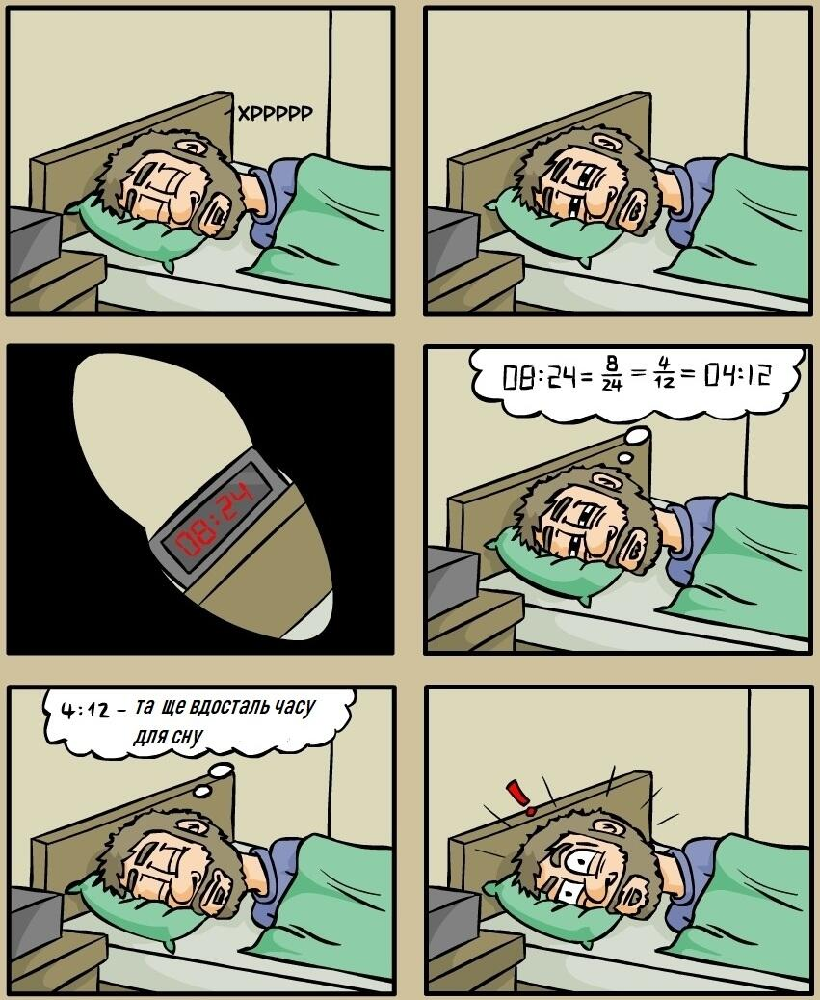 ХРРРРР
08:24
08:24 = 8/24 = 4/12 = 04:12
4:12 - та ще вдосталь часу
для сну
!